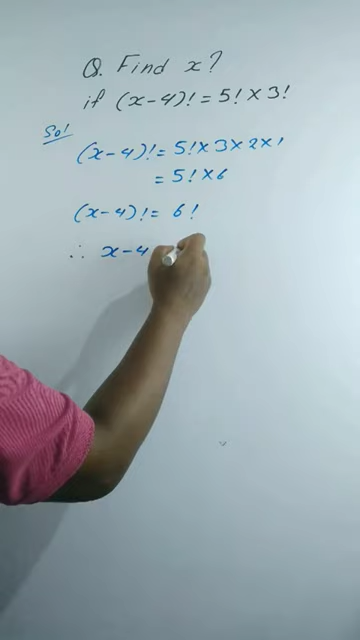 Q. Find x?
if (x-4)! = 5! × 3!
Sol
(x-4)! = 5! × 3 × 2 × 1
= 5! × 6
(x-4)! = 6!
∴ x-4